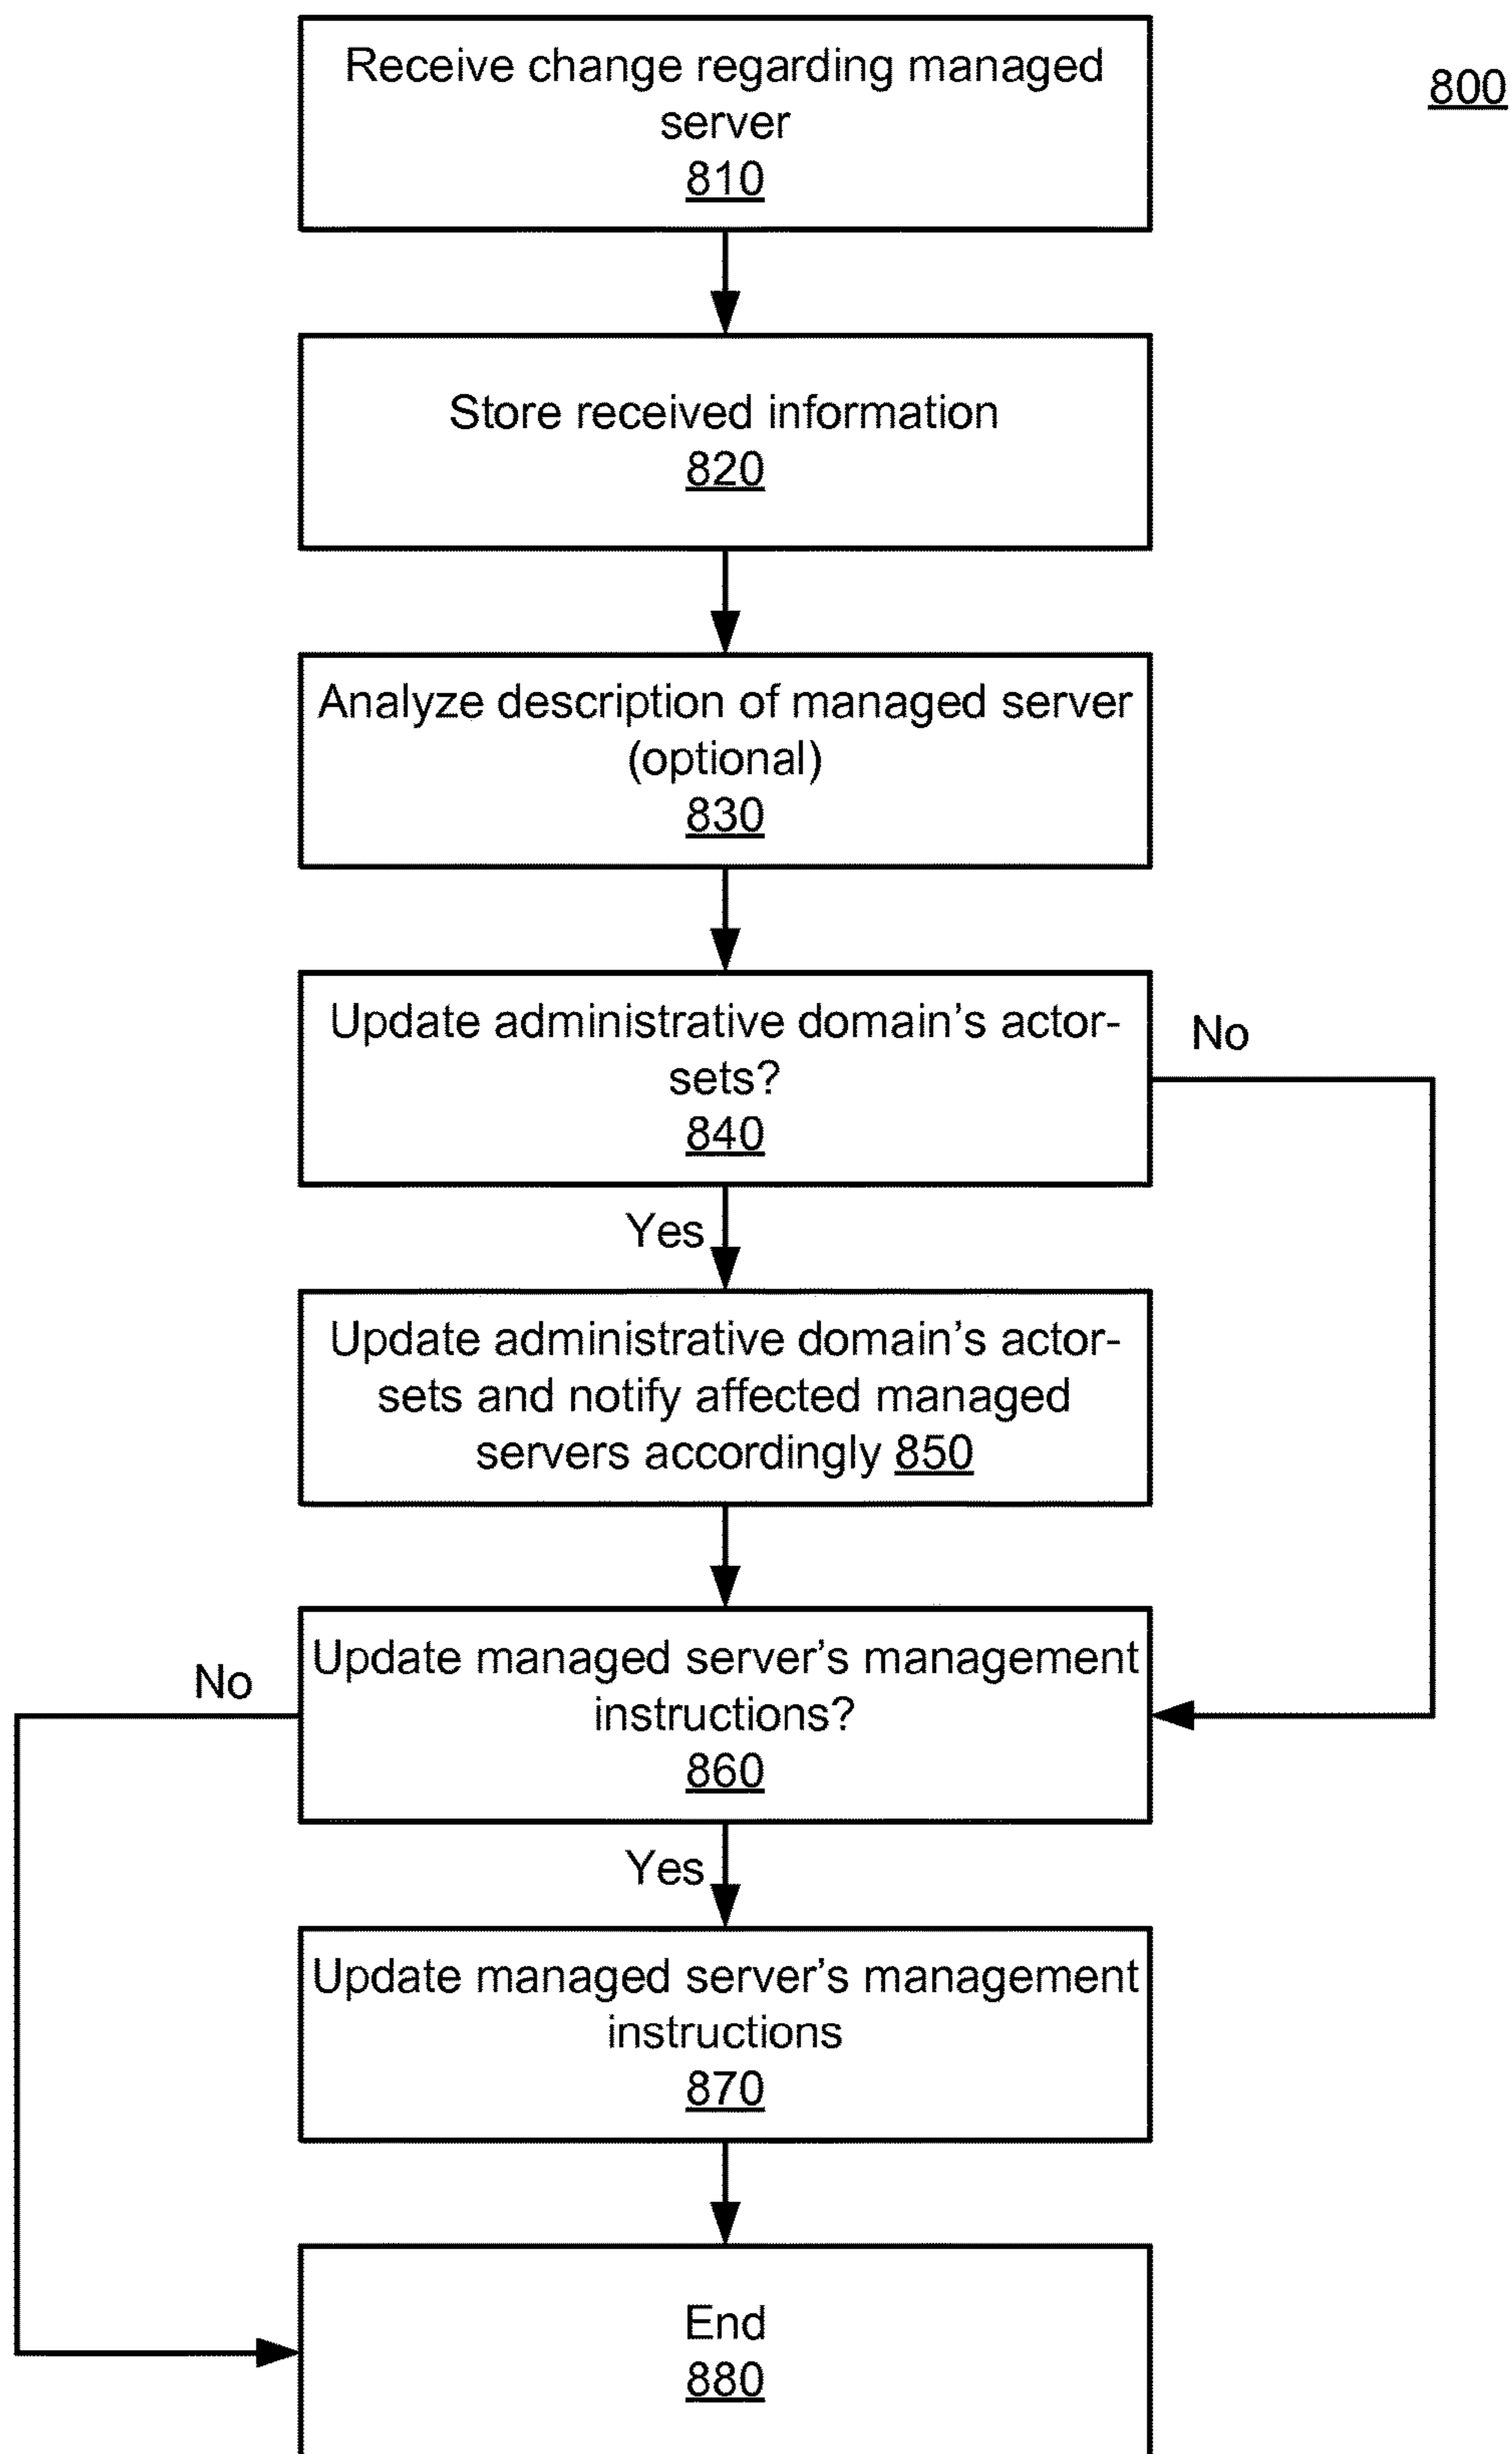 Receive change regarding managed
server
810
800
Store received information
820
Analyze description of managed server
(optional)
830
Update administrative domain’s actor-
sets?
840
No
Yes
Update administrative domain’s actor-
sets and notify affected managed
servers accordingly 850
Update managed server’s management
instructions?
860
No
Yes
Update managed server’s management
instructions
870
End
880